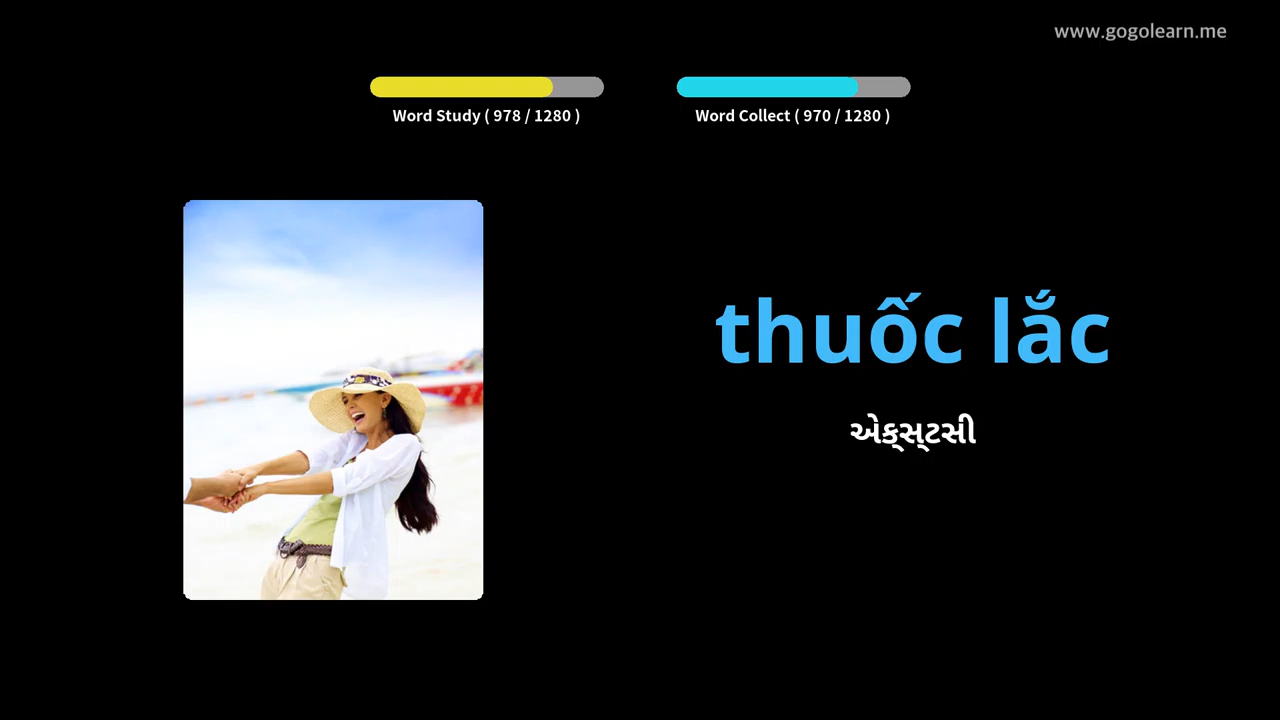 www.gogolearn.me
Word Study ( 978 / 1280 )
Word Collect ( 970 / 1280 )
thuốc lắc
એક્સ્ટસી